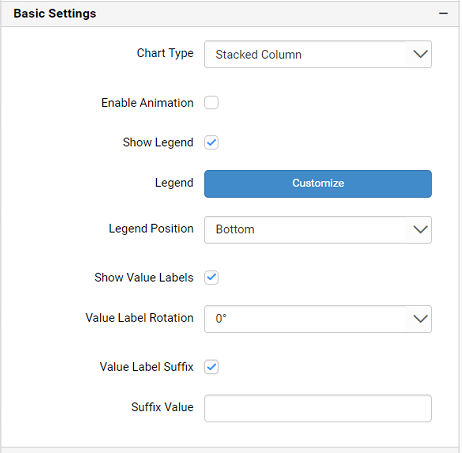 Basic Settings
Chart Type Stacked Column
Enable Animation
Show Legend
Legend Customize
Legend Position Bottom
Show Value Labels
Value Label Rotation 0°
Value Label Suffix
Suffix Value